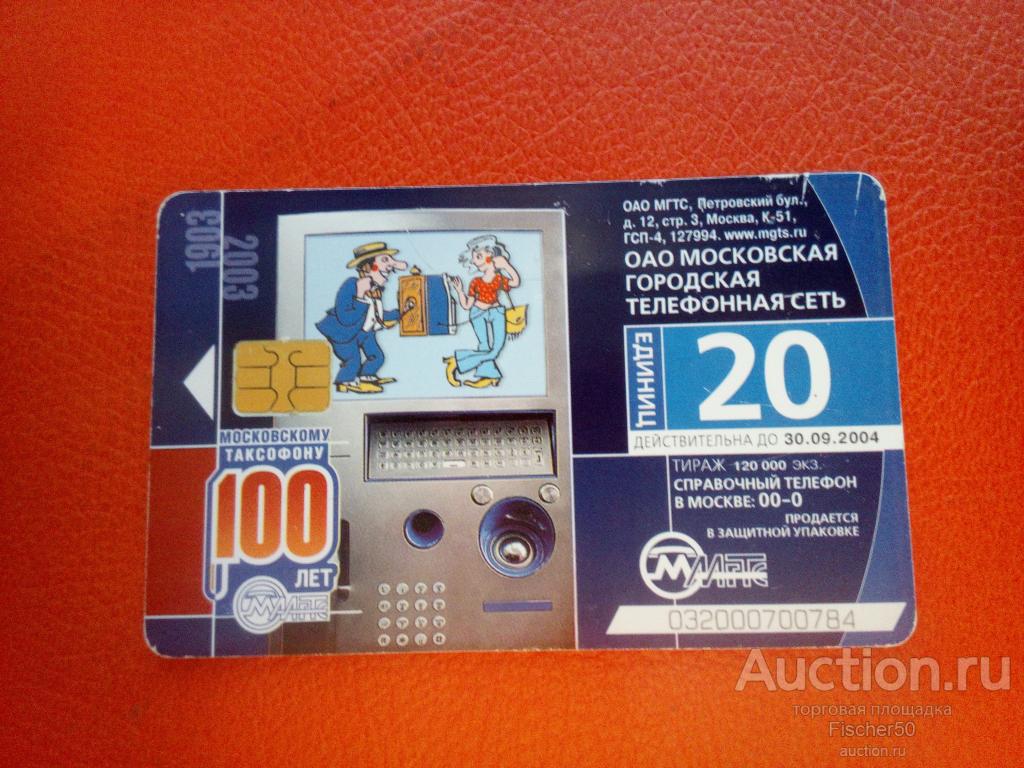 1903
2003
МОСКОВСКОМУ
ТАКСОФОНУ
100
ЛЕТ
МГТС
ОАО МГТС, Петровский бул.,
д. 12, стр. 3, Москва, К-51,
ГСП-4, 127994. www.mgts.ru
ОАО МОСКОВСКАЯ
ГОРОДСКАЯ
ТЕЛЕФОННАЯ СЕТЬ
ЕДИНИЦ
20
ДЕЙСТВИТЕЛЬНА ДО 30.09.2004
ТИРАЖ 120 000 ЭКЗ.
СПРАВОЧНЫЙ ТЕЛЕФОН
В МОСКВЕ: 00-0
ПРОДАЕТСЯ
В ЗАЩИТНОЙ УПАКОВКЕ
МГТС
032000700784
Auction.ru
торговая площадка
Fischer50
auction.ru